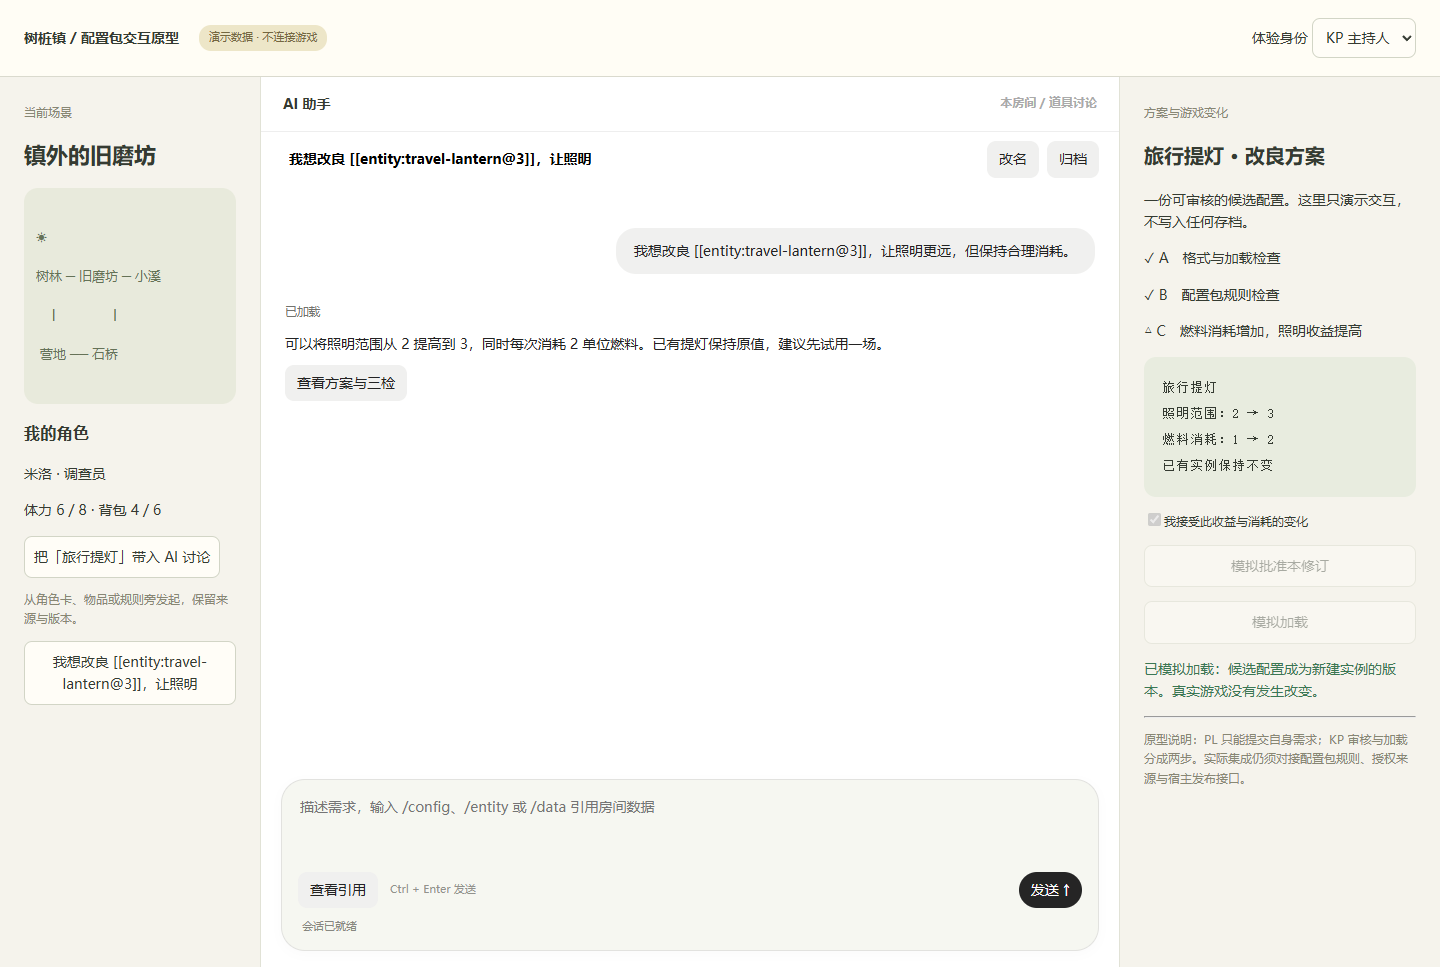 树桩镇 / 配置包交互原型
演示数据 · 不连接游戏
体验身份
KP 主持人
当前场景
镇外的旧磨坊
☀
树林 — 旧磨坊 — 小溪
|  |
营地 —— 石桥
我的角色
米洛 · 调查员
体力 6 / 8 · 背包 4 / 6
把「旅行提灯」带入 AI 讨论
从角色卡、物品或规则旁发起，保留来
源与版本。
我想改良 [[entity:travel-
lantern@3]]，让照明
AI 助手
本房间 / 道具讨论
我想改良 [[entity:travel-lantern@3]]，让照明
改名
归档
我想改良 [[entity:travel-lantern@3]]，让照明更远，但保持合理消耗。
已加载
可以将照明范围从 2 提高到 3，同时每次消耗 2 单位燃料。已有提灯保持原值，建议先试用一场。
查看方案与三检
描述需求，输入 /config、/entity 或 /data 引用房间数据
查看引用
Ctrl + Enter 发送
发送 ↑
会话已就绪
方案与游戏变化
旅行提灯 · 改良方案
一份可审核的候选配置。这里只演示交互，
不写入任何存档。
✓ A 格式与加载检查
✓ B 配置包规则检查
△ C 燃料消耗增加，照明收益提高
旅行提灯
照明范围：2 → 3
燃料消耗：1 → 2
已有实例保持不变
我接受此收益与消耗的变化
模拟批准本修订
模拟加载
已模拟加载：候选配置成为新建实例的版
本。真实游戏没有发生改变。
原型说明：PL 只能提交自身需求；KP 审核与加载
分成两步。实际集成仍须对接配置包规则、授权来
源与宿主发布接口。